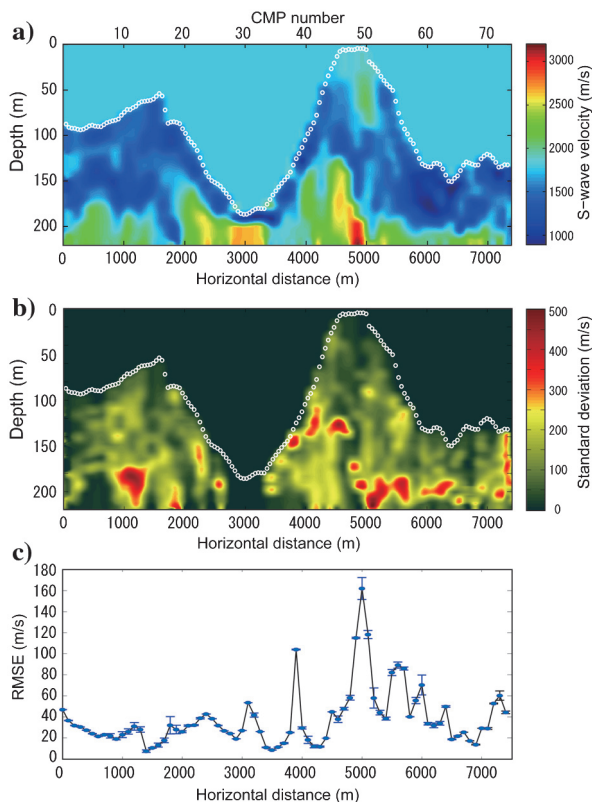 CMP number
a)
10 20 30 40 50 60 70
0
50
100
150
200
Depth (m)
0 1000 2000 3000 4000 5000 6000 7000
Horizontal distance (m)
3000
2500
2000
1500
1000
S-wave velocity (m/s)
b)
0
50
100
150
200
Depth (m)
0 1000 2000 3000 4000 5000 6000 7000
Horizontal distance (m)
500
400
300
200
100
0
Standard deviation (m/s)
c)
180
160
140
120
100
80
60
40
20
0
RMSE (m/s)
0 1000 2000 3000 4000 5000 6000 7000
Horizontal distance (m)